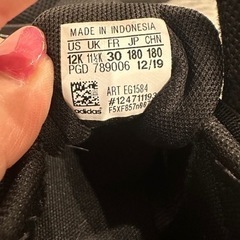 MADE IN INDONESIA
US UK FR JP CHN
12K 11½K 30 180 180
PGD 789006 12/19
ART EG1584
adidas